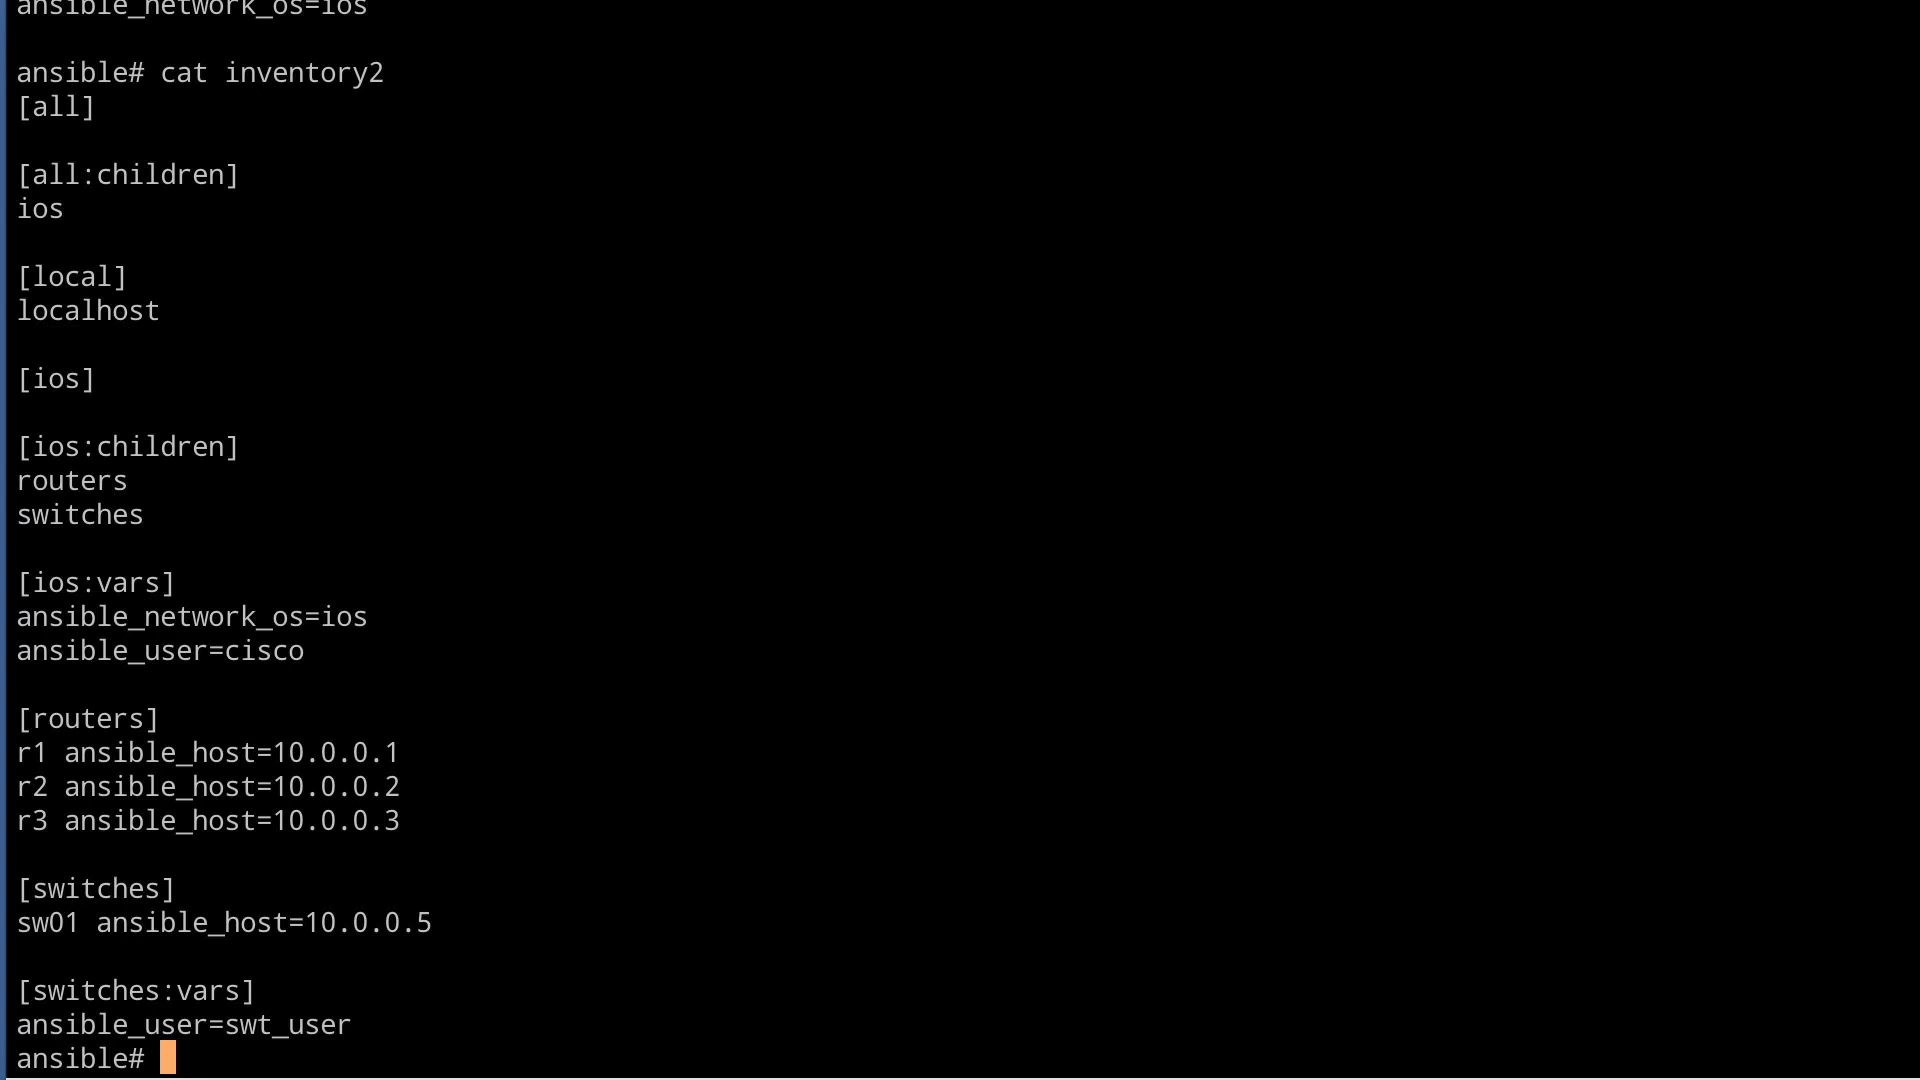 ansible_network_os=ios
ansible# cat inventory2
[all]
[all:children]
ios
[local]
localhost
[ios]
[ios:children]
routers
switches
[ios:vars]
ansible_network_os=ios
ansible_user=cisco
[routers]
r1 ansible_host=10.0.0.1
r2 ansible_host=10.0.0.2
r3 ansible_host=10.0.0.3
[switches]
sw01 ansible_host=10.0.0.5
[switches:vars]
ansible_user=swt_user
ansible#